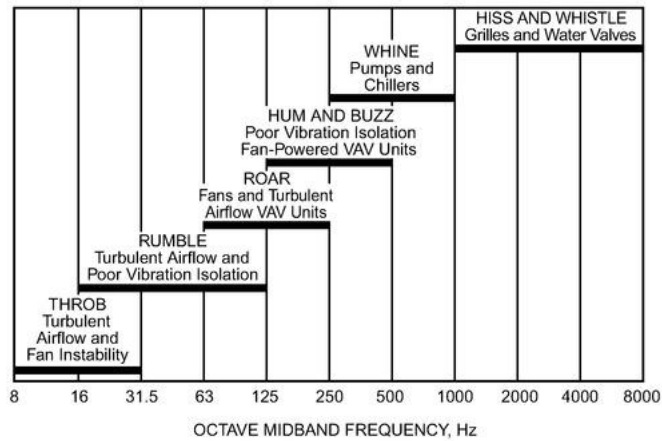 HISS AND WHISTLE
Grilles and Water Valves
WHINE
Pumps and
Chillers
HUM AND BUZZ
Poor Vibration Isolation
Fan-Powered VAV Units
ROAR
Fans and Turbulent
Airflow VAV Units
RUMBLE
Turbulent Airflow and
Poor Vibration Isolation
THROB
Turbulent
Airflow and
Fan Instability
8 16 31.5 63 125 250 500 1000 2000 4000 8000
OCTAVE MIDBAND FREQUENCY, Hz